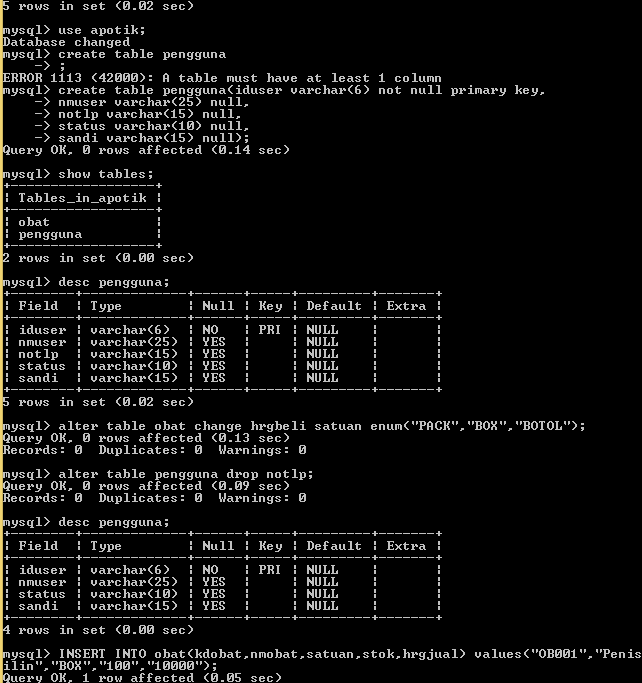 5 rows in set (0.02 sec)
mysql> use apotik;
Database changed
mysql> create table pengguna
    -> ;
ERROR 1113 (42000): A table must have at least 1 column
mysql> create table pengguna(iduser varchar(6) not null primary key,
    -> nmuser varchar(25) null,
    -> notlp varchar(15) null,
    -> status varchar(10) null,
    -> sandi varchar(15) null);
Query OK, 0 rows affected (0.14 sec)
mysql> show tables;
+------------------+
| Tables_in_apotik |
+------------------+
| obat             |
| pengguna         |
+------------------+
2 rows in set (0.00 sec)
mysql> desc pengguna;
+--------+-------------+------+-----+---------+-------+
| Field  | Type        | Null | Key | Default | Extra |
+--------+-------------+------+-----+---------+-------+
| iduser | varchar(6)  | NO   | PRI | NULL    |       |
| nmuser | varchar(25) | YES  |     | NULL    |       |
| notlp  | varchar(15) | YES  |     | NULL    |       |
| status | varchar(10) | YES  |     | NULL    |       |
| sandi  | varchar(15) | YES  |     | NULL    |       |
+--------+-------------+------+-----+---------+-------+
5 rows in set (0.02 sec)
mysql> alter table obat change hrgbeli satuan enum("PACK","BOX","BOTOL");
Query OK, 0 rows affected (0.13 sec)
Records: 0  Duplicates: 0  Warnings: 0
mysql> alter table pengguna drop notlp;
Query OK, 0 rows affected (0.09 sec)
Records: 0  Duplicates: 0  Warnings: 0
mysql> desc pengguna;
+--------+-------------+------+-----+---------+-------+
| Field  | Type        | Null | Key | Default | Extra |
+--------+-------------+------+-----+---------+-------+
| iduser | varchar(6)  | NO   | PRI | NULL    |       |
| nmuser | varchar(25) | YES  |     | NULL    |       |
| status | varchar(10) | YES  |     | NULL    |       |
| sandi  | varchar(15) | YES  |     | NULL    |       |
+--------+-------------+------+-----+---------+-------+
4 rows in set (0.00 sec)
mysql> INSERT INTO obat(kdobat,nmobat,satuan,stok,hrgjual) values("OB001","Penis
ilin","BOX","100","10000");
Query OK, 1 row affected (0.05 sec)